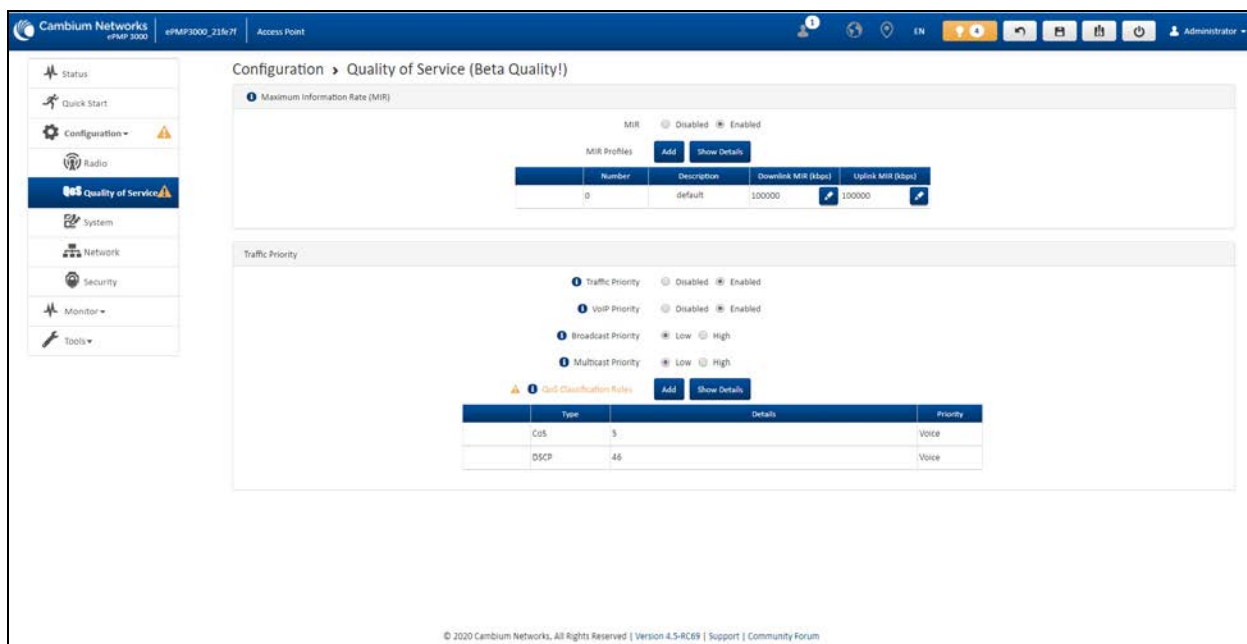 Cambium Networks
ePMP 3000
ePMP3000_21fe7f
Access Point
1
EN
4
Administrator
Status
Quick Start
Configuration
Radio
QoS Quality of Service
System
Network
Security
Monitor
Tools
Configuration > Quality of Service (Beta Quality!)
Maximum Information Rate (MIR)
MIR Disabled Enabled
MIR Profiles Add Show Details
Number Description Downlink MIR (kbps) Uplink MIR (kbps)
0 default 100000 100000
Traffic Priority
Traffic Priority Disabled Enabled
VoIP Priority Disabled Enabled
Broadcast Priority Low High
Multicast Priority Low High
QoS Classification Rules Add Show Details
Type Details Priority
CoS 5 Voice
DSCP 46 Voice
© 2020 Cambium Networks, All Rights Reserved | Version 4.5-RC69 | Support | Community Forum